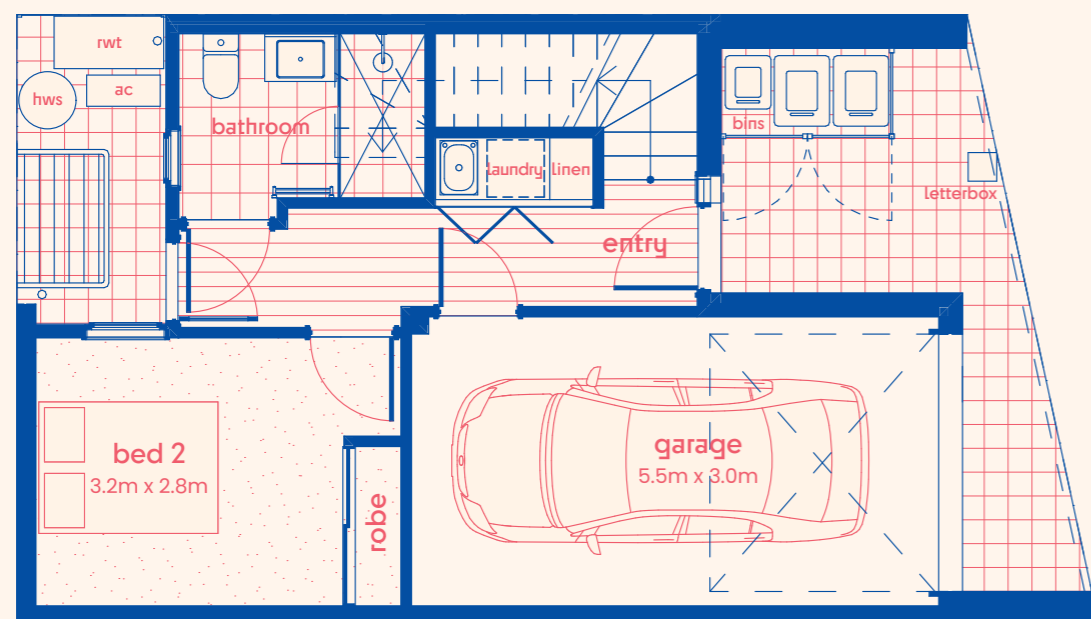 rwt
ac
hws
bathroom
laundry
linen
bins
letterbox
entry
bed 2
3.2m x 2.8m
robe
garage
5.5m x 3.0m